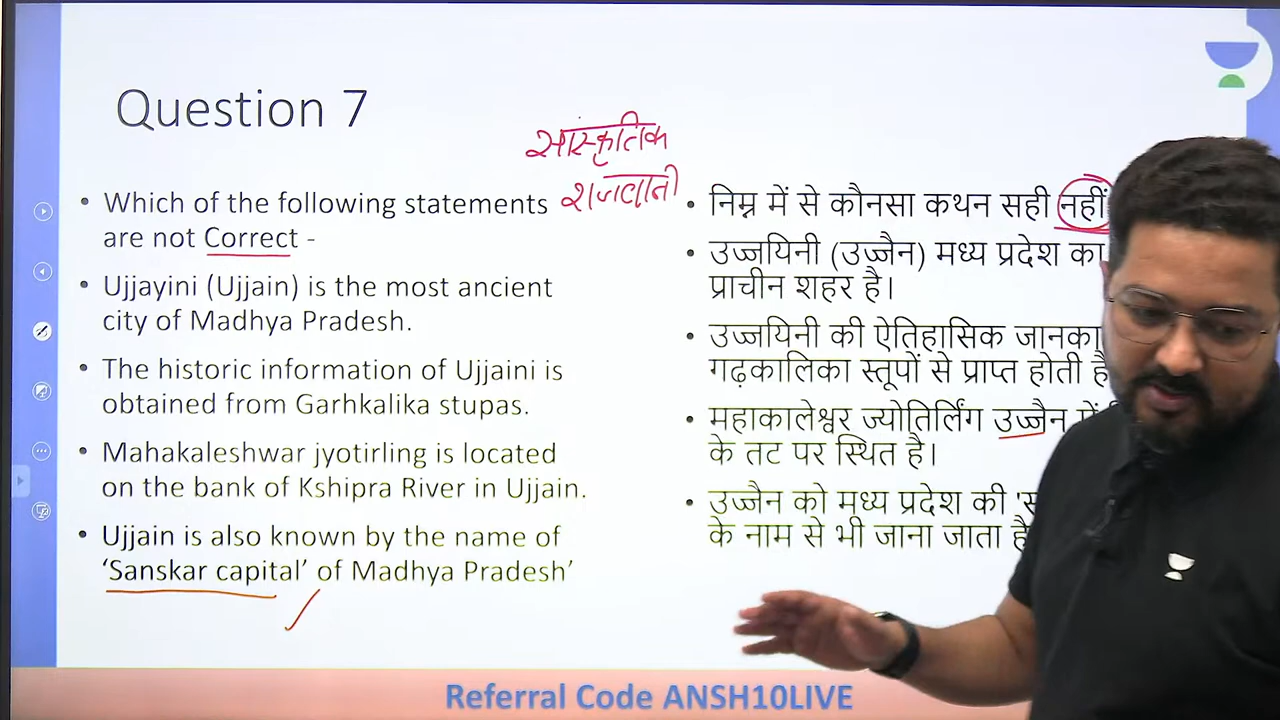 Question 7
सांस्कृतिक
राजधानी
Which of the following statements
are not Correct -
Ujjayini (Ujjain) is the most ancient
city of Madhya Pradesh.
The historic information of Ujjaini is
obtained from Garhkalika stupas.
Mahakaleshwar jyotirling is located
on the bank of Kshipra River in Ujjain.
Ujjain is also known by the name of
‘Sanskar capital’ of Madhya Pradesh’
निम्न में से कौनसा कथन सही नहीं
उज्जयिनी (उज्जैन) मध्य प्रदेश का
प्राचीन शहर है।
उज्जयिनी की ऐतिहासिक
गढ़कालिका स्तूपों से प्राप्त होती है
महाकालेश्वर ज्योतिर्लिंग उज्जैन में
के तट पर स्थित है।
उज्जैन को मध्य प्रदेश की
के नाम से भी जाना जाता है
Referral Code ANSH10LIVE